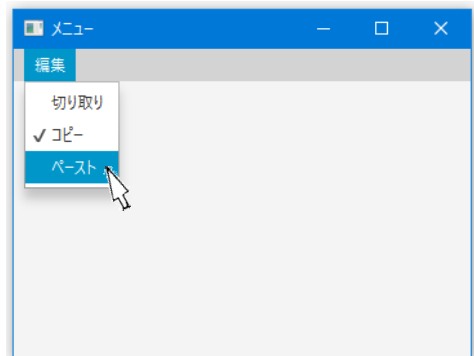 メニュー
編集
切り取り
コピー
ペースト